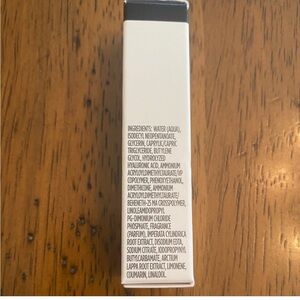 INGREDIENTS: WATER (AQUA),
ISODECYL NEOPENTANOATE,
GLYCERIN, CAPRYLIC/CAPRIC
TRIGLYCERIDE, BUTYLENE
GLYCOL, HYDROLYZED
HYALURONIC ACID, AMMONIUM
ACRYLOYLDIMETHYLTAURATE/VP
COPOLYMER, PHENOXYETHANOL,
DIMETHICONE, AMMONIUM
ACRYLOYLDIMETHYLTAURATE/
BEHENETH-25 MA CROSSPOLYMER,
LINOLEAMIDOPROPYL
PG-DIMONIUM CHLORIDE
PHOSPHATE, FRAGRANCE
(PARFUM), IMPERATA CYLINDRICA
ROOT EXTRACT, DISODIUM EDTA,
SODIUM CITRATE, IODOPROPYNYL
BUTYLCARBAMATE, ARCTIUM
LAPPA ROOT EXTRACT, LIMONENE,
COUMARIN, LINALOOL.